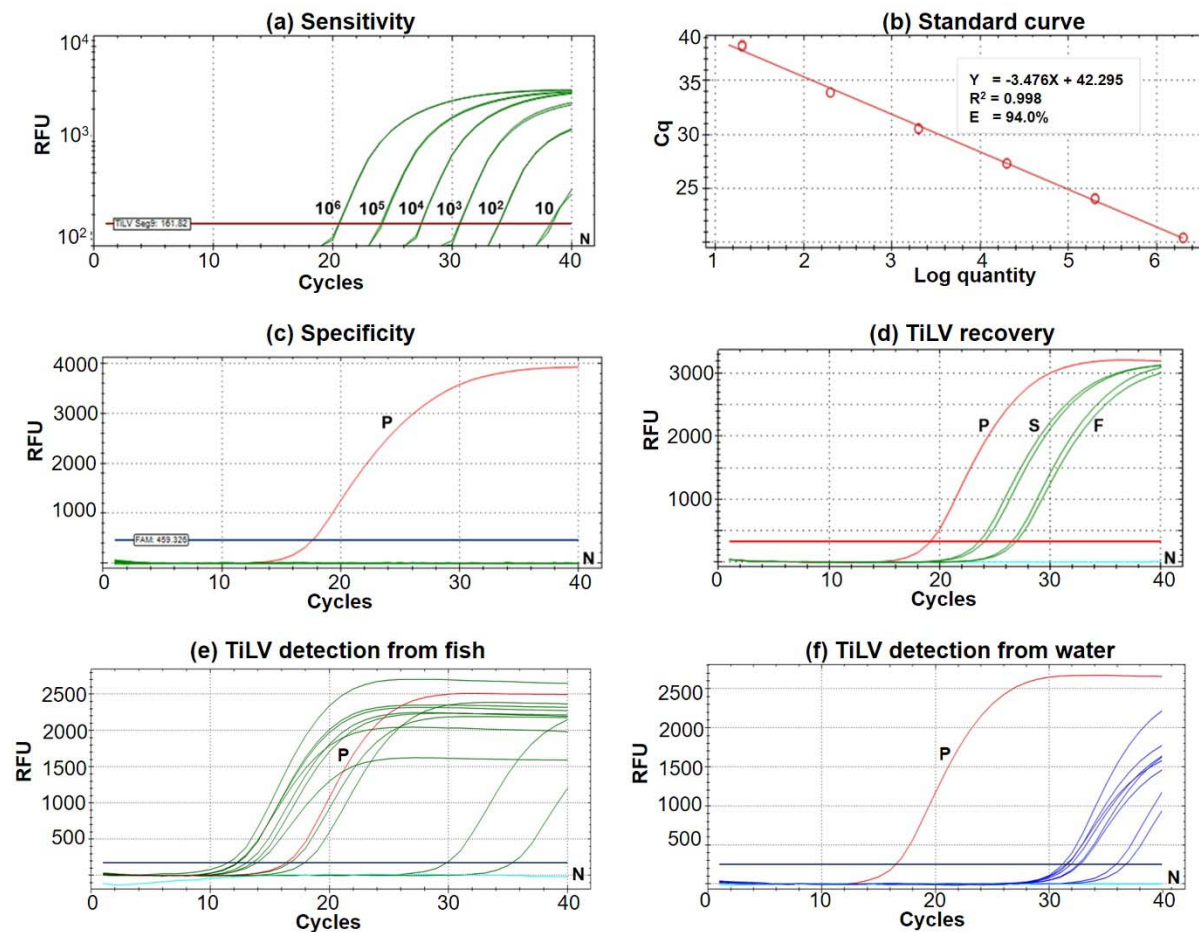 (a) Sensitivity
10⁴
10³
10²
RFU
10⁶ 10⁵ 10⁴ 10³ 10² 10
TiLV Seg9: 161.82
N
0 10 20 30 40
Cycles
(b) Standard curve
40
35
30
25
Cq
Y = -3.476X + 42.295
R² = 0.998
E = 94.0%
1 2 3 4 5 6
Log quantity
(c) Specificity
4000
3000
2000
1000
RFU
P
FAM: 459.326
N
0 10 20 30 40
Cycles
(d) TiLV recovery
3000
2000
1000
RFU
P S F
N
0 10 20 30 40
Cycles
(e) TiLV detection from fish
2500
2000
1500
1000
500
RFU
P
N
0 10 20 30 40
Cycles
(f) TiLV detection from water
2500
2000
1500
1000
500
RFU
P
N
0 10 20 30 40
Cycles